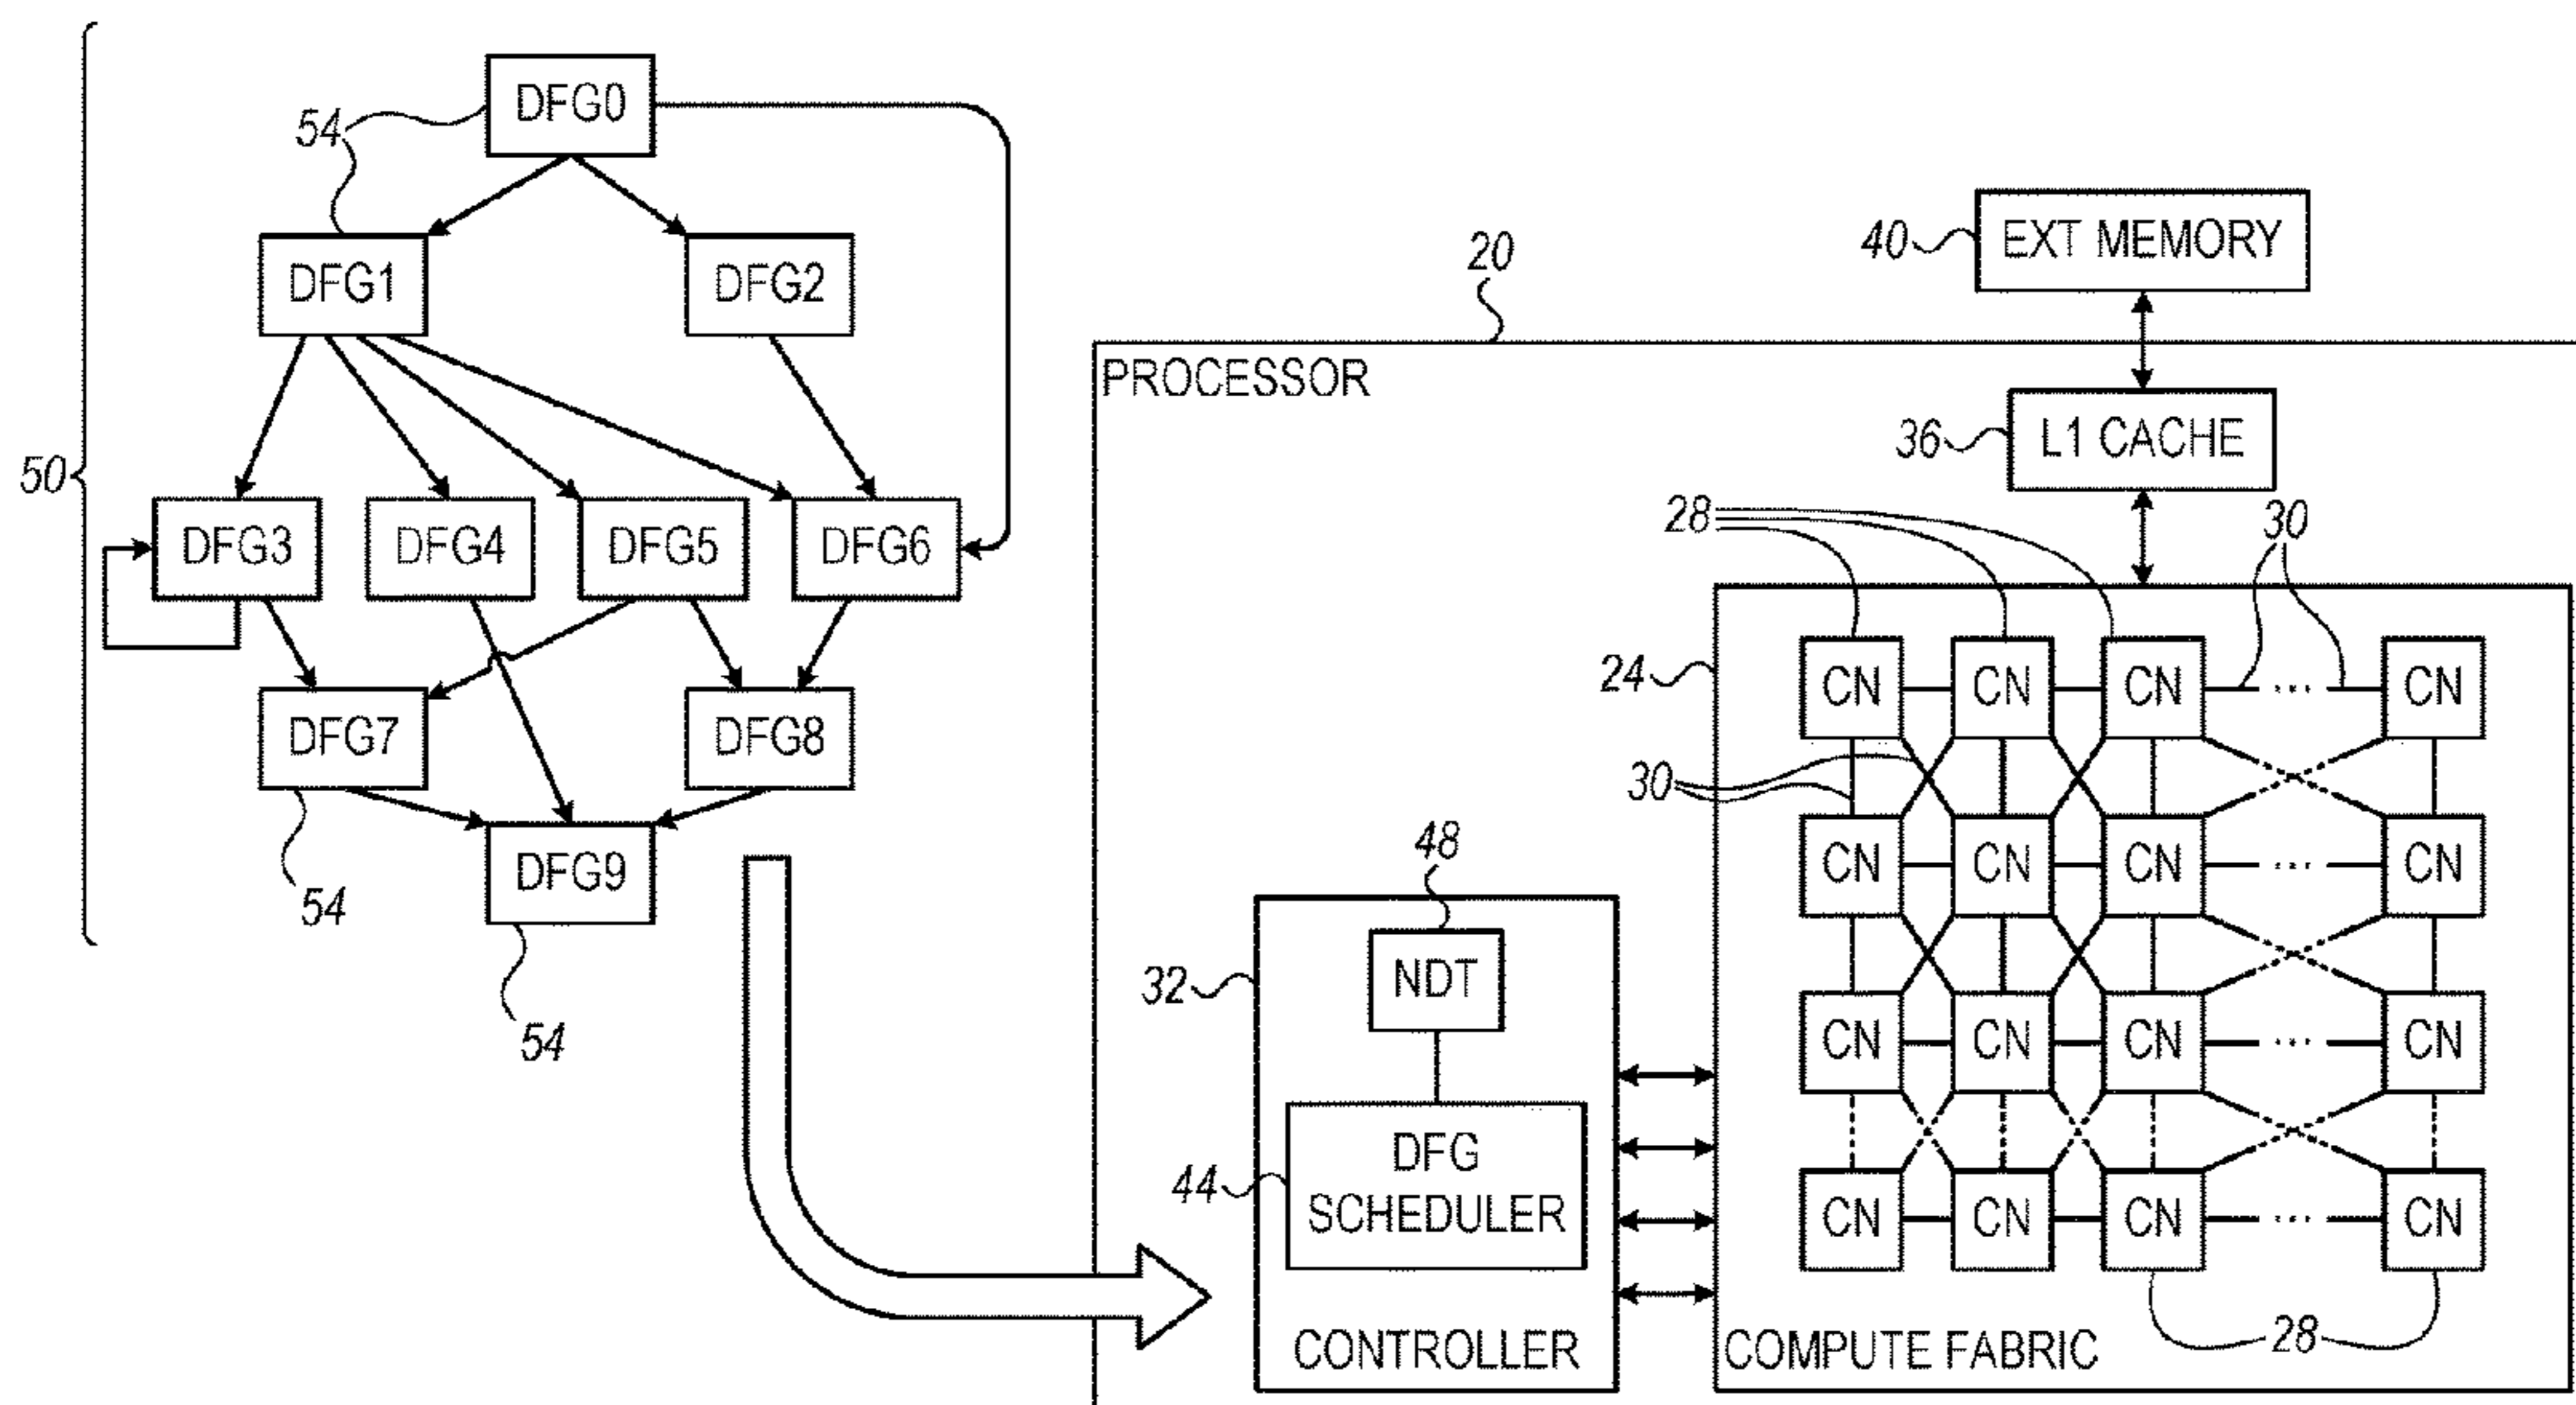 DFG0
54
DFG1
DFG2
50
DFG3
DFG4
DFG5
DFG6
DFG7
DFG8
DFG9
54
54
20
40
EXT MEMORY
PROCESSOR
36
L1 CACHE
28
30
24
CN CN CN ... CN
30
CN CN CN ... CN
CN CN CN ... CN
CN CN CN ... CN
28
COMPUTE FABRIC
48
32
NDT
44
DFG
SCHEDULER
CONTROLLER